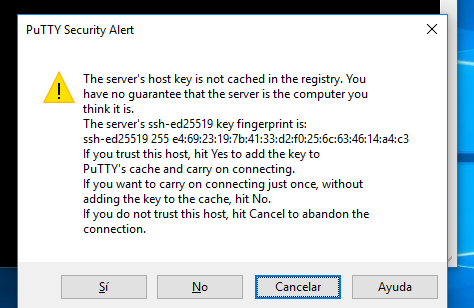 PuTTY Security Alert
The server's host key is not cached in the registry. You
have no guarantee that the server is the computer you
think it is.
The server's ssh-ed25519 key fingerprint is:
ssh-ed25519 255 e4:69:23:19:7b:41:33:d2:f0:25:6c:63:46:14:a4:c3
If you trust this host, hit Yes to add the key to
PuTTY's cache and carry on connecting.
If you want to carry on connecting just once, without
adding the key to the cache, hit No.
If you do not trust this host, hit Cancel to abandon the
connection.
Sí No Cancelar Ayuda